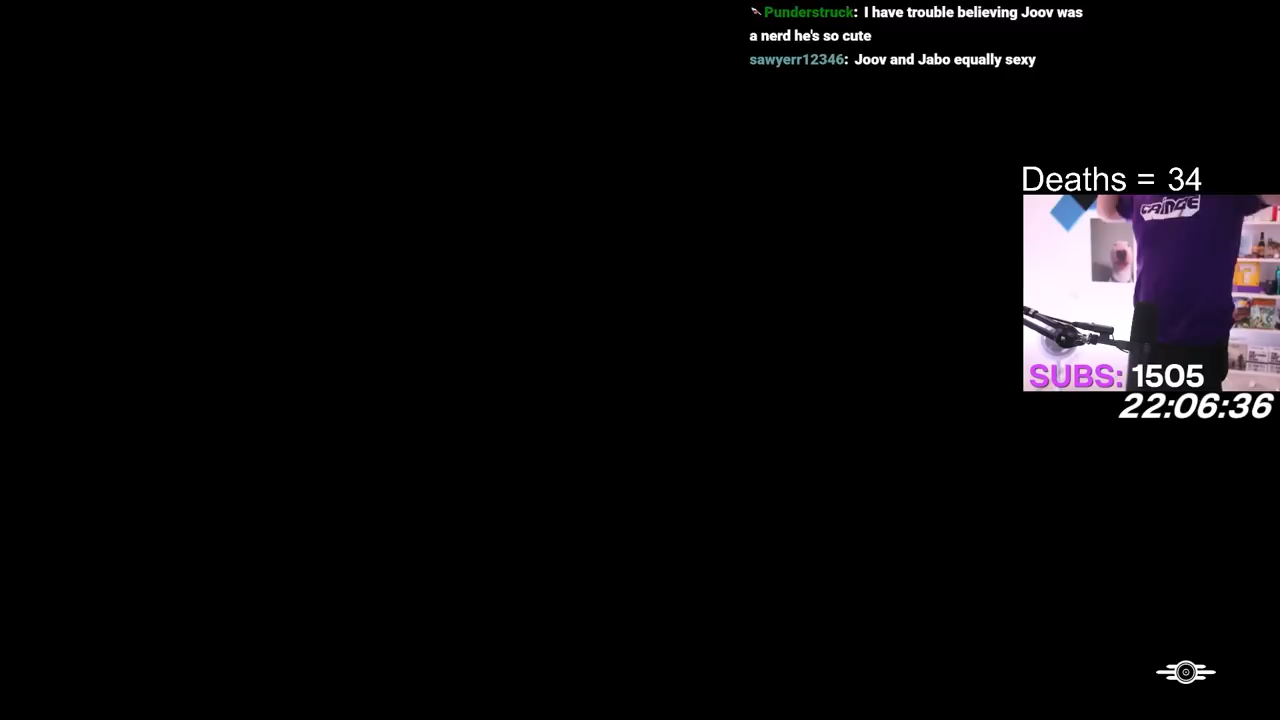 Punderstruck: I have trouble believing Joov was
a nerd he's so cute
sawyerr12346: Joov and Jabo equally sexy
Deaths = 34
CRINGE
SUBS: 1505
22:06:36